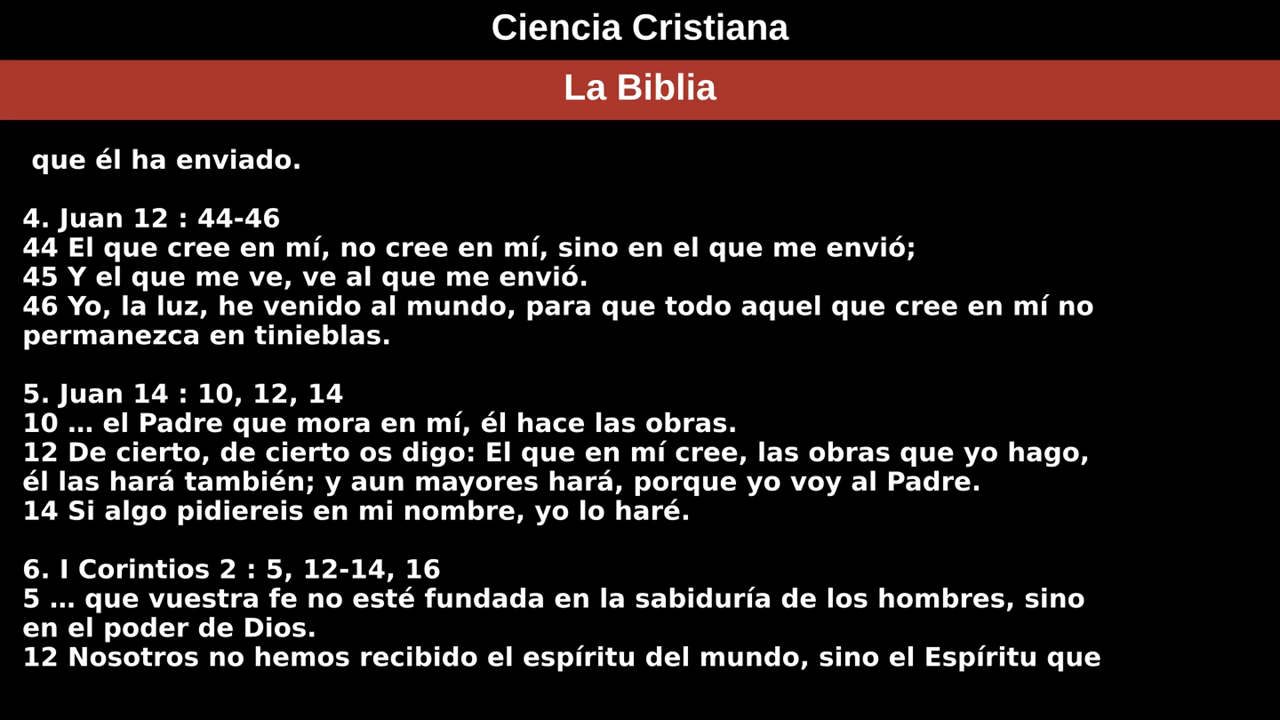 Ciencia Cristiana
La Biblia
que él ha enviado.
4. Juan 12 : 44-46
44 El que cree en mí, no cree en mí, sino en el que me envió;
45 Y el que me ve, ve al que me envió.
46 Yo, la luz, he venido al mundo, para que todo aquel que cree en mí no
permanezca en tinieblas.
5. Juan 14 : 10, 12, 14
10 … el Padre que mora en mí, él hace las obras.
12 De cierto, de cierto os digo: El que en mí cree, las obras que yo hago,
él las hará también; y aun mayores hará, porque yo voy al Padre.
14 Si algo pidiereis en mi nombre, yo lo haré.
6. I Corintios 2 : 5, 12-14, 16
5 … que vuestra fe no esté fundada en la sabiduría de los hombres, sino
en el poder de Dios.
12 Nosotros no hemos recibido el espíritu del mundo, sino el Espíritu que